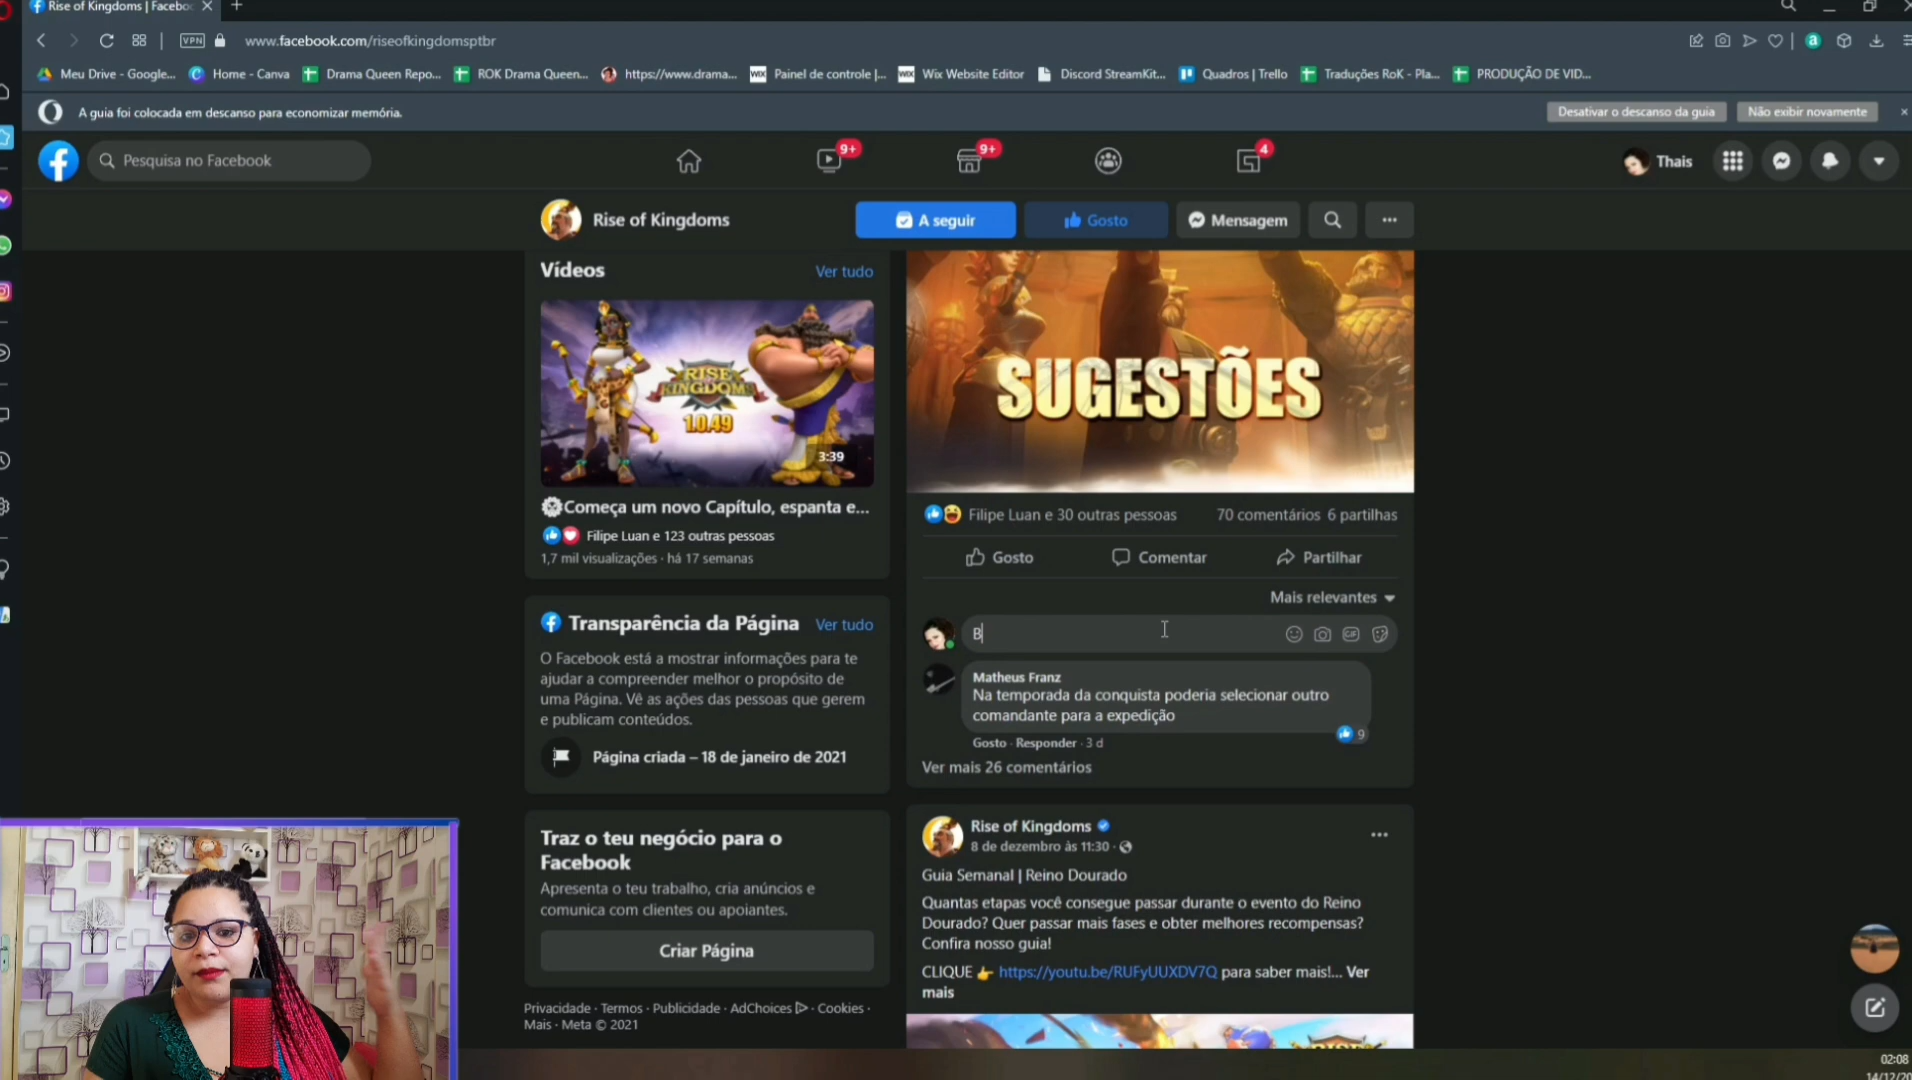 Rise of Kingdoms | Facebo
www.facebook.com/riseofkingdomsptbr
VPN
Meu Drive - Google...
Home - Canva
Drama Queen Repo...
ROK Drama Queen...
https://www.drama...
Painel de controle |...
Wix Website Editor
Discord StreamKit...
Quadros | Trello
Traduções RoK - Pla...
PRODUÇÃO DE VID...
A guia foi colocada em descanso para economizar memória.
Desativar o descanso da guia
Não exibir novamente
Pesquisa no Facebook
9+
9+
4
Thais
Rise of Kingdoms
A seguir
Gosto
Mensagem
Vídeos
Ver tudo
RISE OF KINGDOMS
1.0.49
3:39
Começa um novo Capítulo, espanta e...
Filipe Luan e 123 outras pessoas
1,7 mil visualizações · há 17 semanas
Transparência da Página
Ver tudo
O Facebook está a mostrar informações para te
ajudar a compreender melhor o propósito de
uma Página. Vê as ações das pessoas que gerem
e publicam conteúdos.
Página criada – 18 de janeiro de 2021
Traz o teu negócio para o
Facebook
Apresenta o teu trabalho, cria anúncios e
comunica com clientes ou apoiantes.
Criar Página
Privacidade · Termos · Publicidade · AdChoices · Cookies ·
Mais · Meta © 2021
SUGESTÕES
Filipe Luan e 30 outras pessoas
70 comentários 6 partilhas
Gosto
Comentar
Partilhar
Mais relevantes
B
GIF
Matheus Franz
Na temporada da conquista poderia selecionar outro
comandante para a expedição
9
Gosto · Responder · 3 d
Ver mais 26 comentários
Rise of Kingdoms
8 de dezembro às 11:30 ·
Guia Semanal | Reino Dourado
Quantas etapas você consegue passar durante o evento do Reino
Dourado? Quer passar mais fases e obter melhores recompensas?
Confira nosso guia!
CLIQUE 👉 https://youtu.be/RUFyUUXDV7Q para saber mais!... Ver
mais
02:08